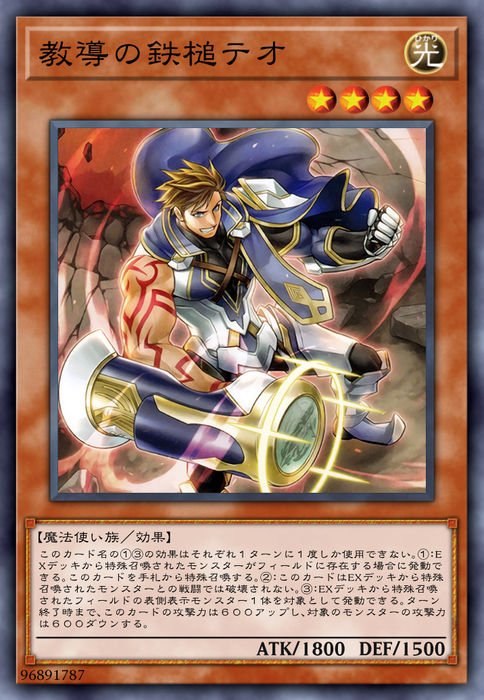 教導の鉄槌テオ
ひかり
光
【魔法使い族/効果】
このカード名の①③の効果はそれぞれ1ターンに1度しか使用できない。①:E
Xデッキから特殊召喚されたモンスターがフィールドに存在する場合に発動で
きる。このカードを手札から特殊召喚する。②:このカードはEXデッキから特殊
召喚されたモンスターとの戦闘では破壊されない。③:EXデッキから特殊召喚
されたフィールドの表側表示モンスター1体を対象として発動できる。ターン
終了時まで、このカードの攻撃力は600アップし、対象のモンスターの攻撃力
は600ダウンする。
ATK/1800 DEF/1500
96891787